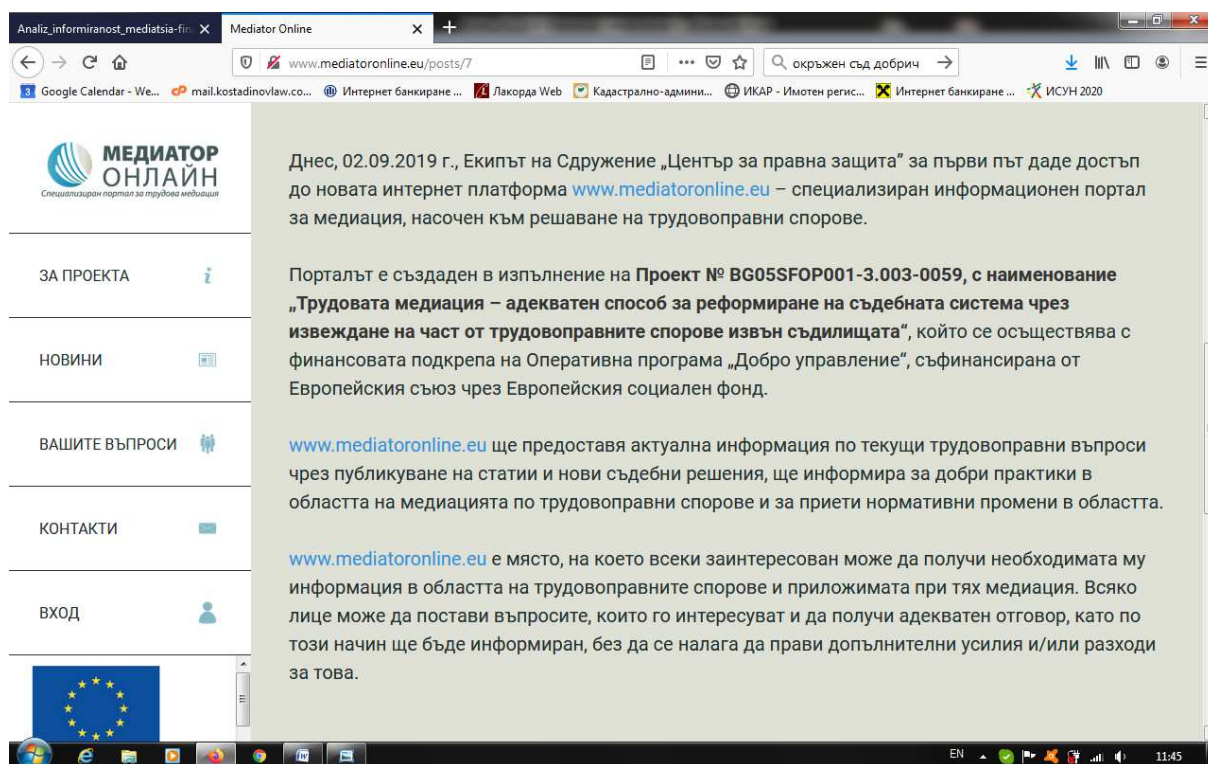 Analiz_informiranost_mediatsia-fin
Mediator Online
www.mediatoronline.eu/posts/7
окръжен съд добрич
Google Calendar - We...
mail.kostadinovlaw.co...
Интернет банкиране ...
Лакорда Web
Кадастрално-админи...
ИКАР - Имотен регис...
Интернет банкиране ...
ИСУН 2020
МЕДИАТОР
ОНЛАЙН
Специализиран портал за трудова медиация
ЗА ПРОЕКТА
НОВИНИ
ВАШИТЕ ВЪПРОСИ
КОНТАКТИ
ВХОД
Днес, 02.09.2019 г., Екипът на Сдружение „Център за правна защита” за първи път даде достъп
до новата интернет платформа www.mediatoronline.eu – специализиран информационен портал
за медиация, насочен към решаване на трудовоправни спорове.
Порталът е създаден в изпълнение на Проект № BG05SFOP001-3.003-0059, с наименование
„Трудовата медиация – адекватен способ за реформиране на съдебната система чрез
извеждане на част от трудовоправните спорове извън съдилищата“, който се осъществява с
финансовата подкрепа на Оперативна програма „Добро управление“, съфинансирана от
Европейския съюз чрез Европейския социален фонд.
www.mediatoronline.eu ще предоставя актуална информация по текущи трудовоправни въпроси
чрез публикуване на статии и нови съдебни решения, ще информира за добри практики в
областта на медиацията по трудовоправни спорове и за приети нормативни промени в областта.
www.mediatoronline.eu е място, на което всеки заинтересован може да получи необходимата му
информация в областта на трудовоправните спорове и приложимата при тях медиация. Всяко
лице може да постави въпросите, които го интересуват и да получи адекватен отговор, като по
този начин ще бъде информиран, без да се налага да прави допълнителни усилия и/или разходи
за това.
EN
11:45